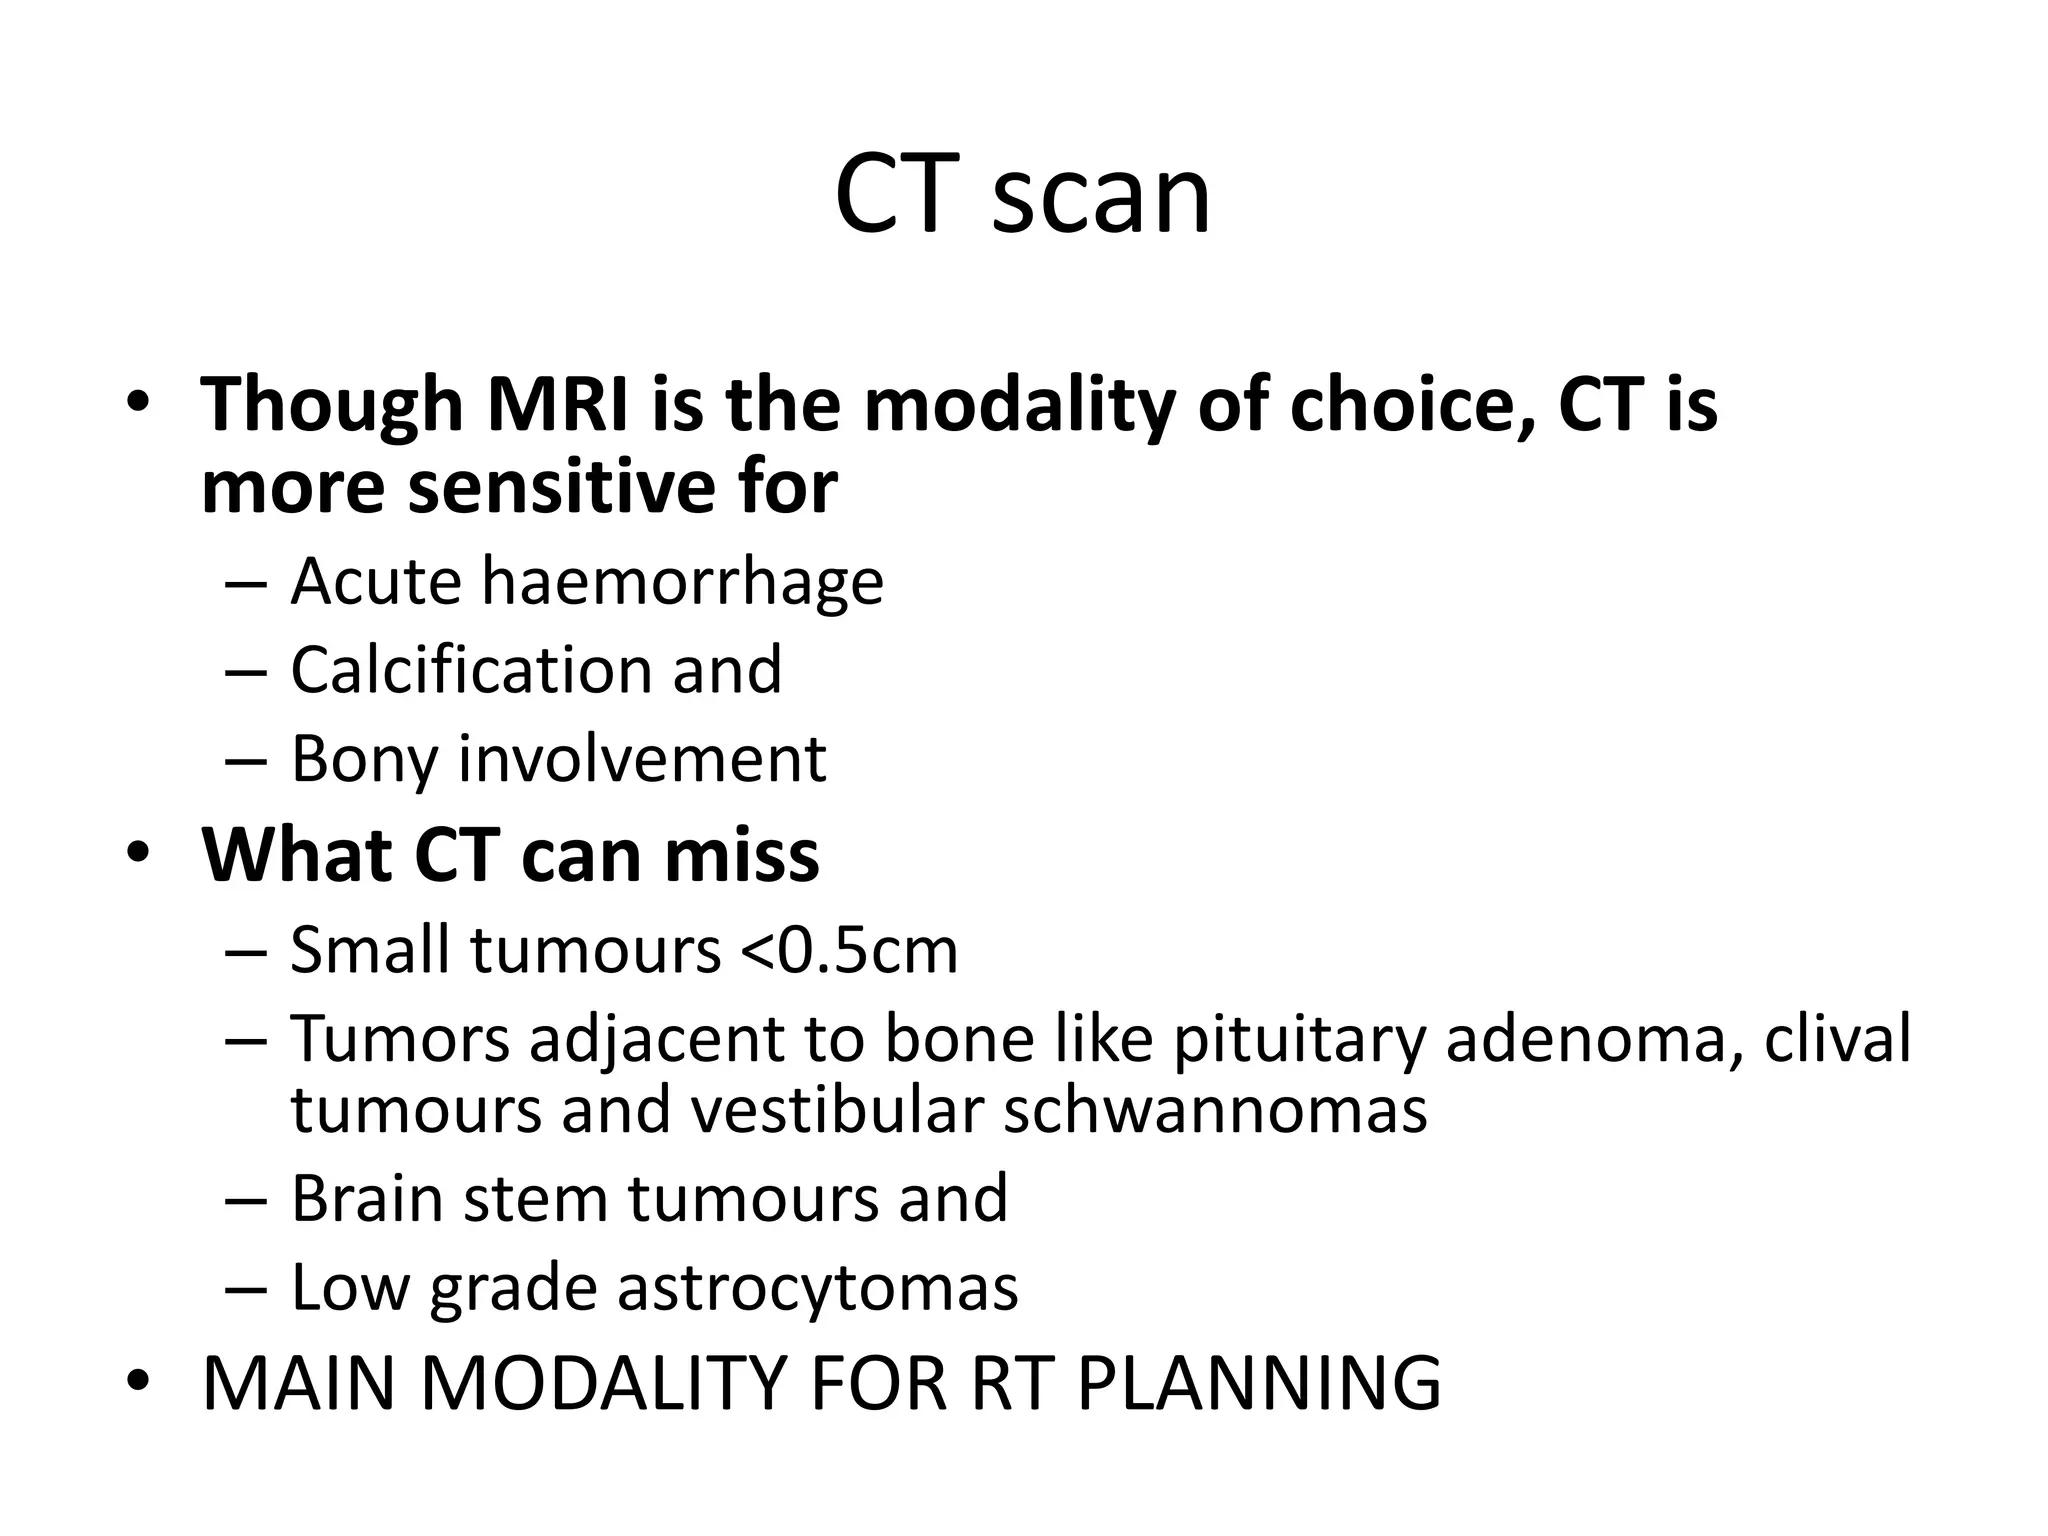 CT scan
• Though MRI is the modality of choice, CT is
more sensitive for
– Acute haemorrhage
– Calcification and
– Bony involvement
• What CT can miss
– Small tumours <0.5cm
– Tumors adjacent to bone like pituitary adenoma, clival
tumours and vestibular schwannomas
– Brain stem tumours and
– Low grade astrocytomas
• MAIN MODALITY FOR RT PLANNING